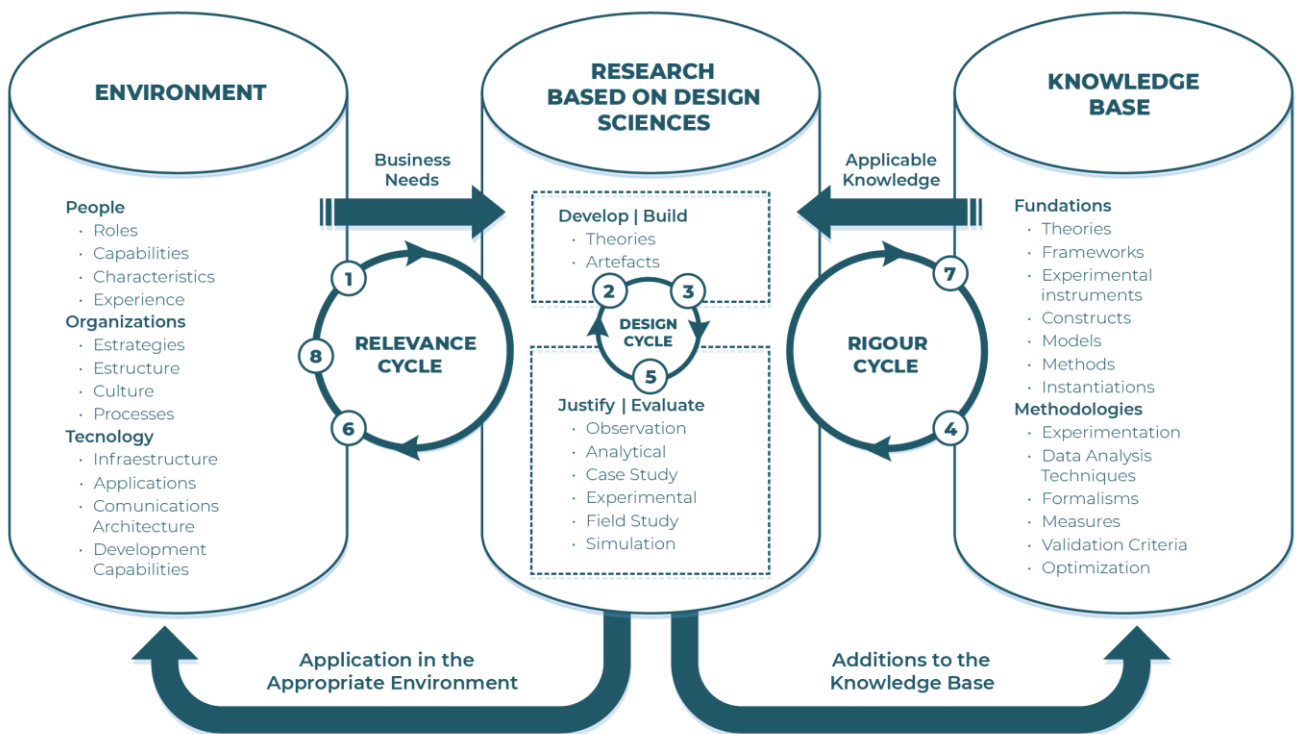 ENVIRONMENT
People
· Roles
· Capabilities
· Characteristics
· Experience
Organizations
· Estrategies
· Estructure
· Culture
· Processes
Tecnology
· Infraestructure
· Applications
· Comunications
Architecture
· Development
Capabilities
Business
Needs
1
8
6
RELEVANCE
CYCLE
RESEARCH
BASED ON DESIGN
SCIENCES
Develop | Build
· Theories
· Artefacts
2
3
DESIGN
CYCLE
5
Justify | Evaluate
· Observation
· Analytical
· Case Study
· Experimental
· Field Study
· Simulation
Applicable
Knowledge
7
RIGOUR
CYCLE
4
KNOWLEDGE
BASE
Fundations
· Theories
· Frameworks
· Experimental
instruments
· Constructs
· Models
· Methods
· Instantiations
Methodologies
· Experimentation
· Data Analysis
Techniques
· Formalisms
· Measures
· Validation Criteria
· Optimization
Application in the
Appropriate Environment
Additions to the
Knowledge Base